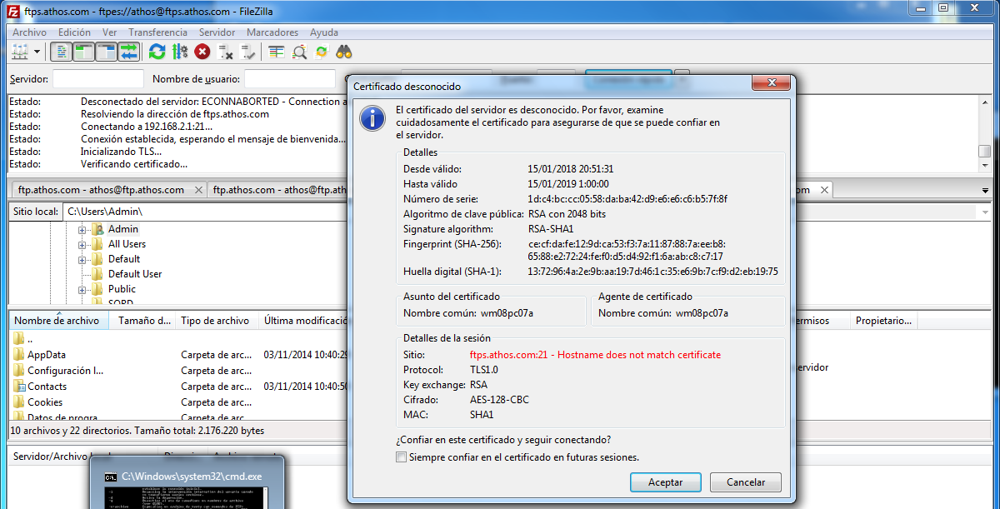 ftps.athos.com - ftpes://athos@ftps.athos.com - FileZilla
Archivo Edición Ver Transferencia Servidor Marcadores Ayuda
Servidor: Nombre de usuario:
Estado: Desconectado del servidor: ECONNABORTED - Connection a
Estado: Resolviendo la dirección de ftps.athos.com
Estado: Conectando a 192.168.2.1:21...
Estado: Conexión establecida, esperando el mensaje de bienvenida...
Estado: Inicializando TLS...
Estado: Verificando certificado...
ftp.athos.com - athos@ftp.athos.com ftp.athos.com - athos@ftp.ath om
Sitio local: C:\Users\Admin\
Admin
All Users
Default
Default User
Public
SOPD
Nombre de archivo Tamaño d... Tipo de archivo Última modificació ermisos Propietario...
..
AppData Carpeta de arc... 03/11/2014 10:40:29
Configuración l... Carpeta de arc...
Contacts Carpeta de arc... 03/11/2014 10:40:50
Cookies Carpeta de arc...
Datos de progra Carpeta de arc
servidor
10 archivos y 22 directorios. Tamaño total: 2.176.220 bytes
Servidor/Archivo
C:\Windows\system32\cmd.exe
Certificado desconocido
El certificado del servidor es desconocido. Por favor, examine
cuidadosamente el certificado para asegurarse de que se puede confiar en
el servidor.
Detalles
Desde válido: 15/01/2018 20:51:31
Hasta válido 15/01/2019 1:00:00
Número de serie: 1d:c4:bc:cc:05:58:da:ba:42:d9:e6:e6:c6:b5:7f:8f
Algoritmo de clave pública: RSA con 2048 bits
Signature algorithm: RSA-SHA1
Fingerprint (SHA-256): ce:cf:da:fe:12:9d:ca:53:f3:7a:11:87:88:7a:ee:b8:
65:88:e2:72:24:fe:f0:d5:d4:92:f1:6a:ab:c8:c7:17
Huella digital (SHA-1): 13:72:96:4a:2e:9b:aa:19:7d:46:1c:35:e6:9b:7c:f9:d2:eb:19:75
Asunto del certificado
Nombre común: wm08pc07a
Agente de certificado
Nombre común: wm08pc07a
Detalles de la sesión
Sitio: ftps.athos.com:21 - Hostname does not match certificate
Protocol: TLS1.0
Key exchange: RSA
Cifrado: AES-128-CBC
MAC: SHA1
¿Confiar en este certificado y seguir conectando?
Siempre confiar en el certificado en futuras sesiones.
Aceptar Cancelar